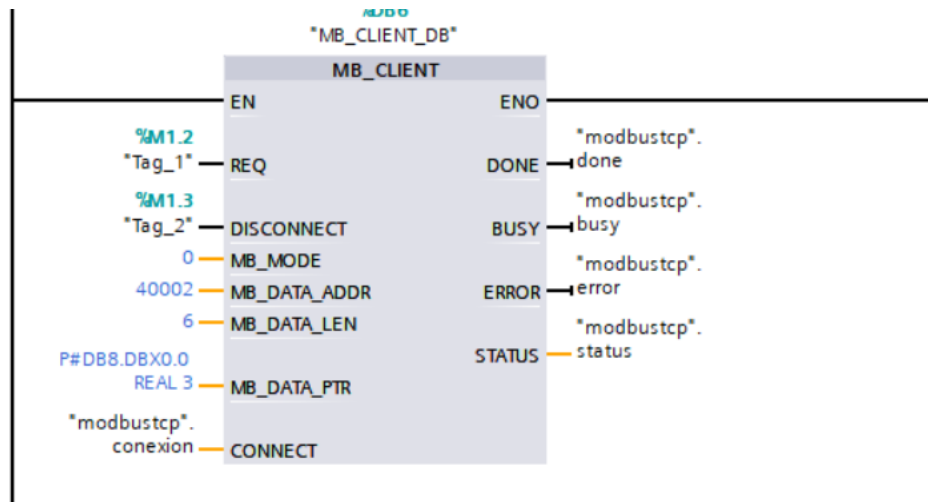 %DB6
"MB_CLIENT_DB"
MB_CLIENT
EN ENO
%M1.2
"Tag_1" REQ
"modbustcp".
DONE done
%M1.3
"Tag_2" DISCONNECT
"modbustcp".
BUSY busy
0 MB_MODE
40002 MB_DATA_ADDR
"modbustcp".
ERROR error
6 MB_DATA_LEN
"modbustcp".
STATUS status
P#DB8.DBX0.0
REAL 3 MB_DATA_PTR
"modbustcp".
conexion CONNECT